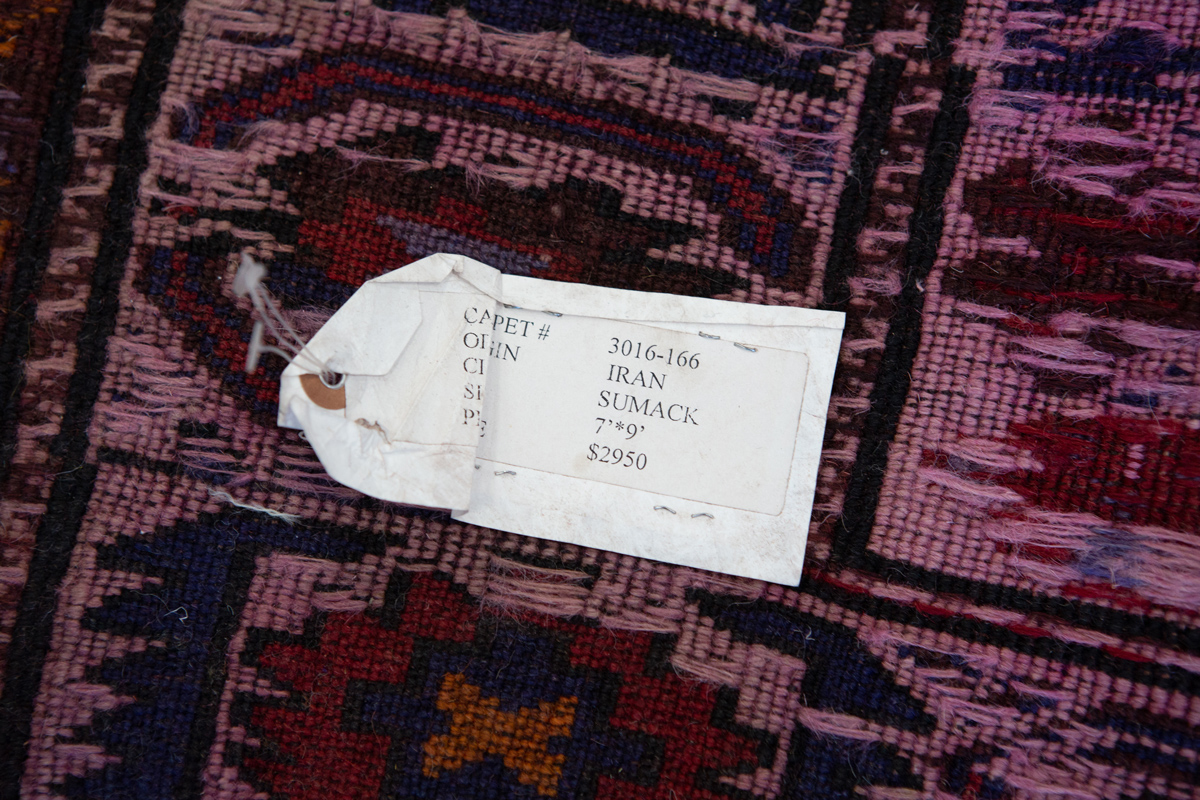 CAPET # 3016-166
IRAN
SUMACK
7'*9'
$2950